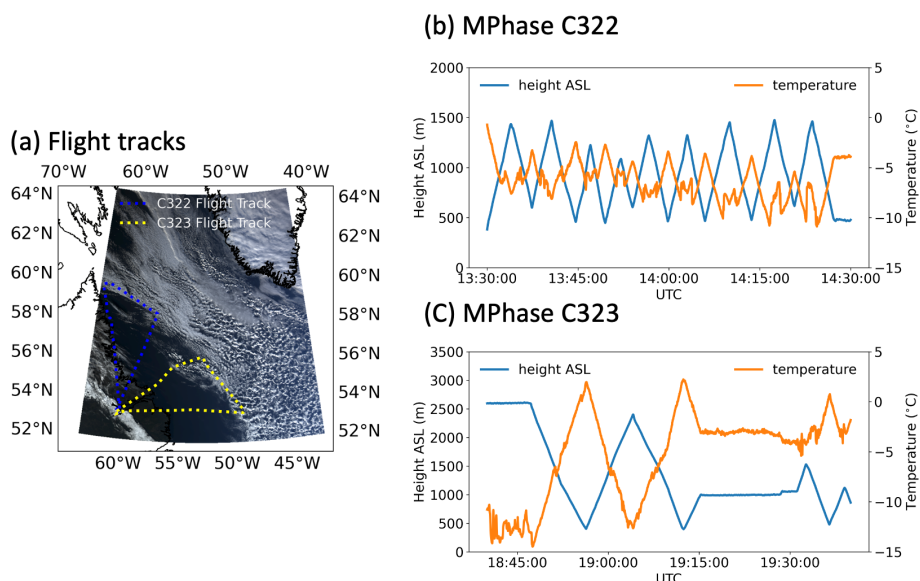 (b) MPhase C322
2000
1500
1000
500
0
Height ASL (m)
height ASL
temperature
5
0
−5
−10
−15
Temperature (°C)
13:30:00 13:45:00 14:00:00 14:15:00 14:30:00
UTC
(a) Flight tracks
70°W 60°W 50°W 40°W
64°N
62°N
60°N
58°N
56°N
54°N
52°N
C322 Flight Track
C323 Flight Track
64°N
62°N
60°N
58°N
56°N
54°N
52°N
60°W 55°W 50°W 45°W
(C) MPhase C323
3500
3000
2500
2000
1500
1000
500
0
Height ASL (m)
height ASL
temperature
5
0
−5
−10
−15
Temperature (°C)
18:45:00 19:00:00 19:15:00 19:30:00
UTC